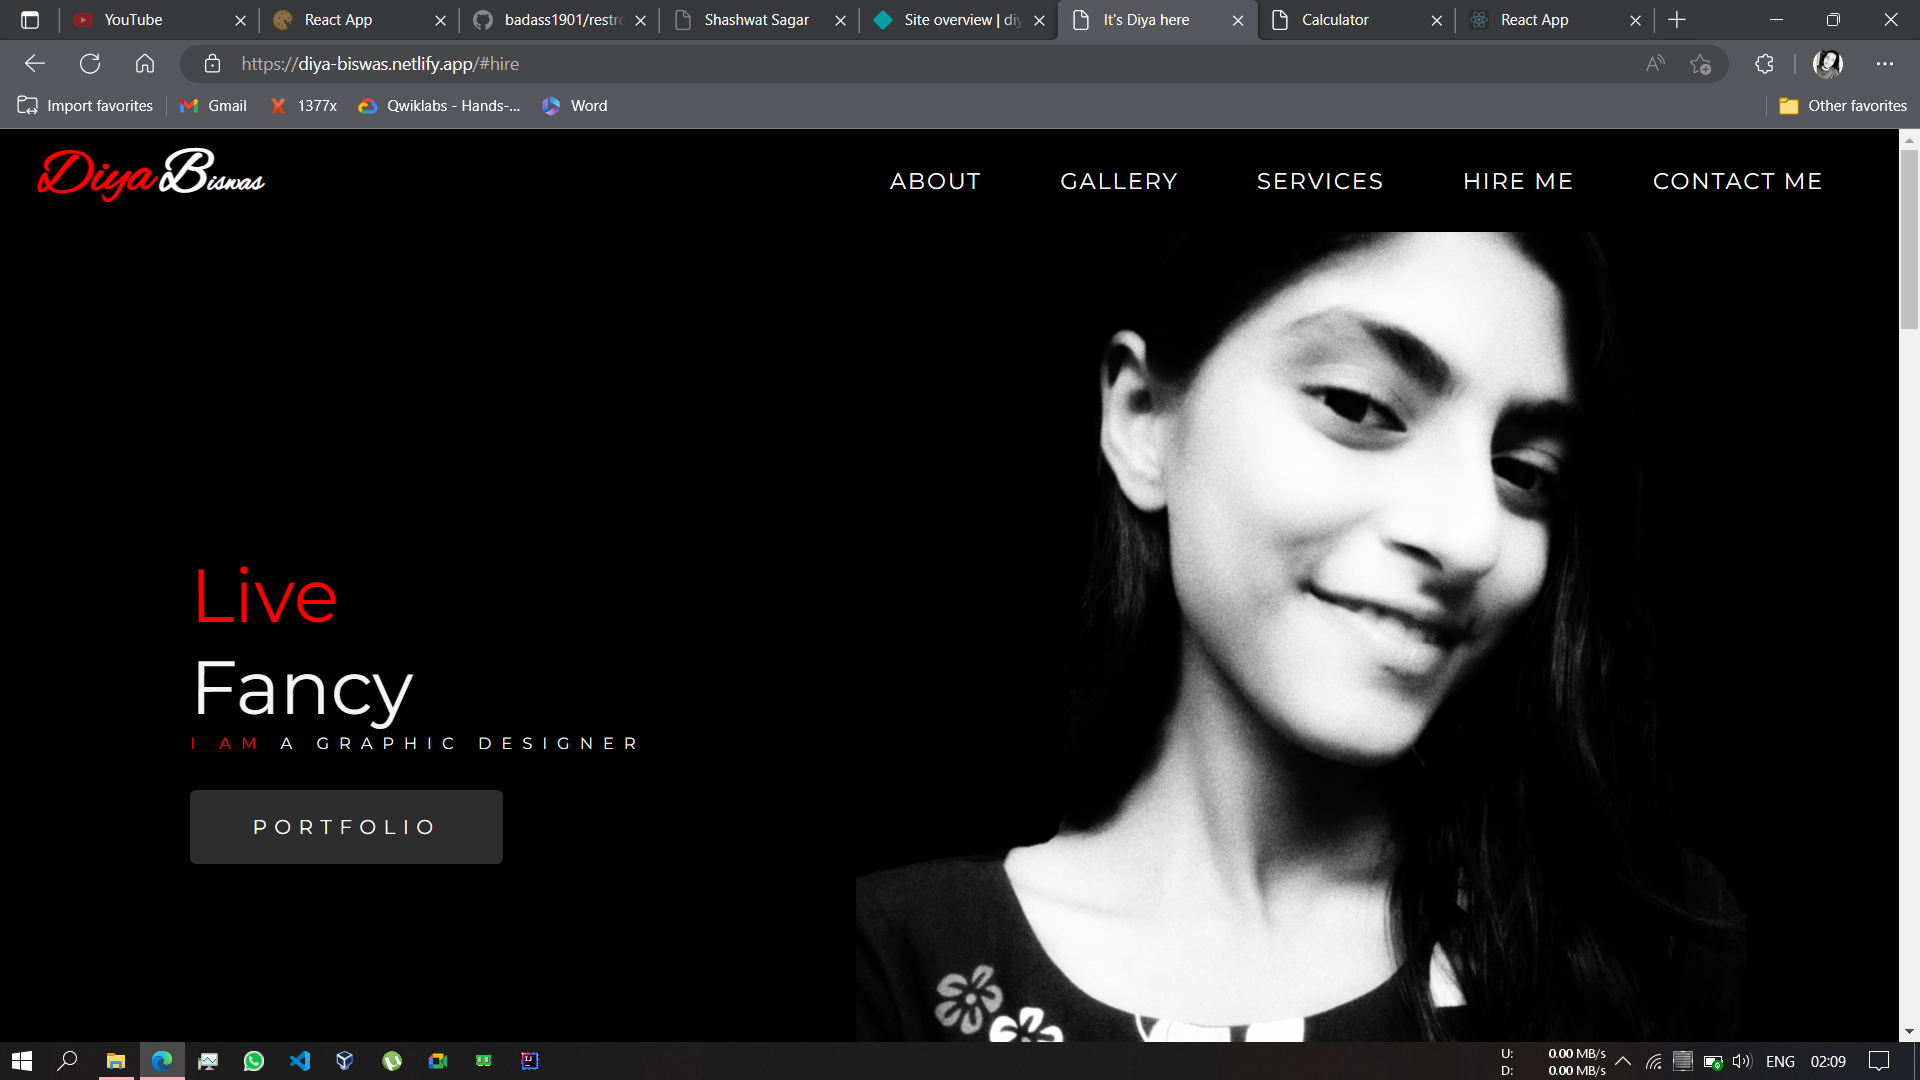 YouTube
React App
badass1901/restro
Shashwat Sagar
Site overview | diy
It's Diya here
Calculator
React App
https://diya-biswas.netlify.app/#hire
Import favorites
Gmail
1377x
Qwiklabs - Hands-...
Word
Other favorites
Diya Biswas
ABOUT
GALLERY
SERVICES
HIRE ME
CONTACT ME
Live
Fancy
I AM A GRAPHIC DESIGNER
PORTFOLIO
U: 0.00 MB/s
D: 0.00 MB/s
ENG
02:09